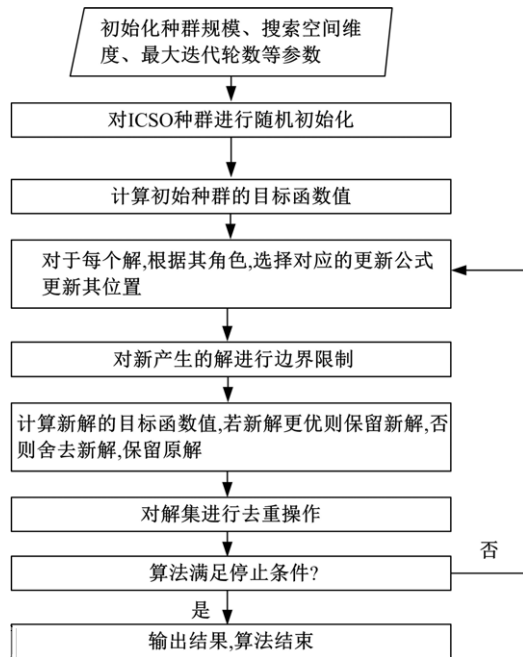 初始化种群规模、搜索空间维
度、最大迭代轮数等参数
对ICSO种群进行随机初始化
计算初始种群的目标函数值
对于每个解,根据其角色,选择对应的更新公式
更新其位置
对新产生的解进行边界限制
计算新解的目标函数值,若新解更优则保留新解,否
则舍去新解,保留原解
对解集进行去重操作
算法满足停止条件?
否
是
输出结果,算法结束